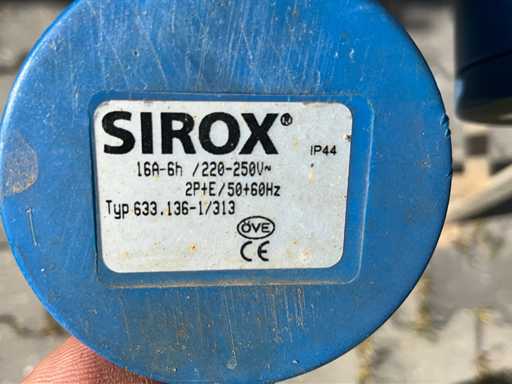 SIROX®
IP44
16A-6h /220-250V~
2P+E/50+60Hz
Typ 633.136-1/313
ÖVE
CE